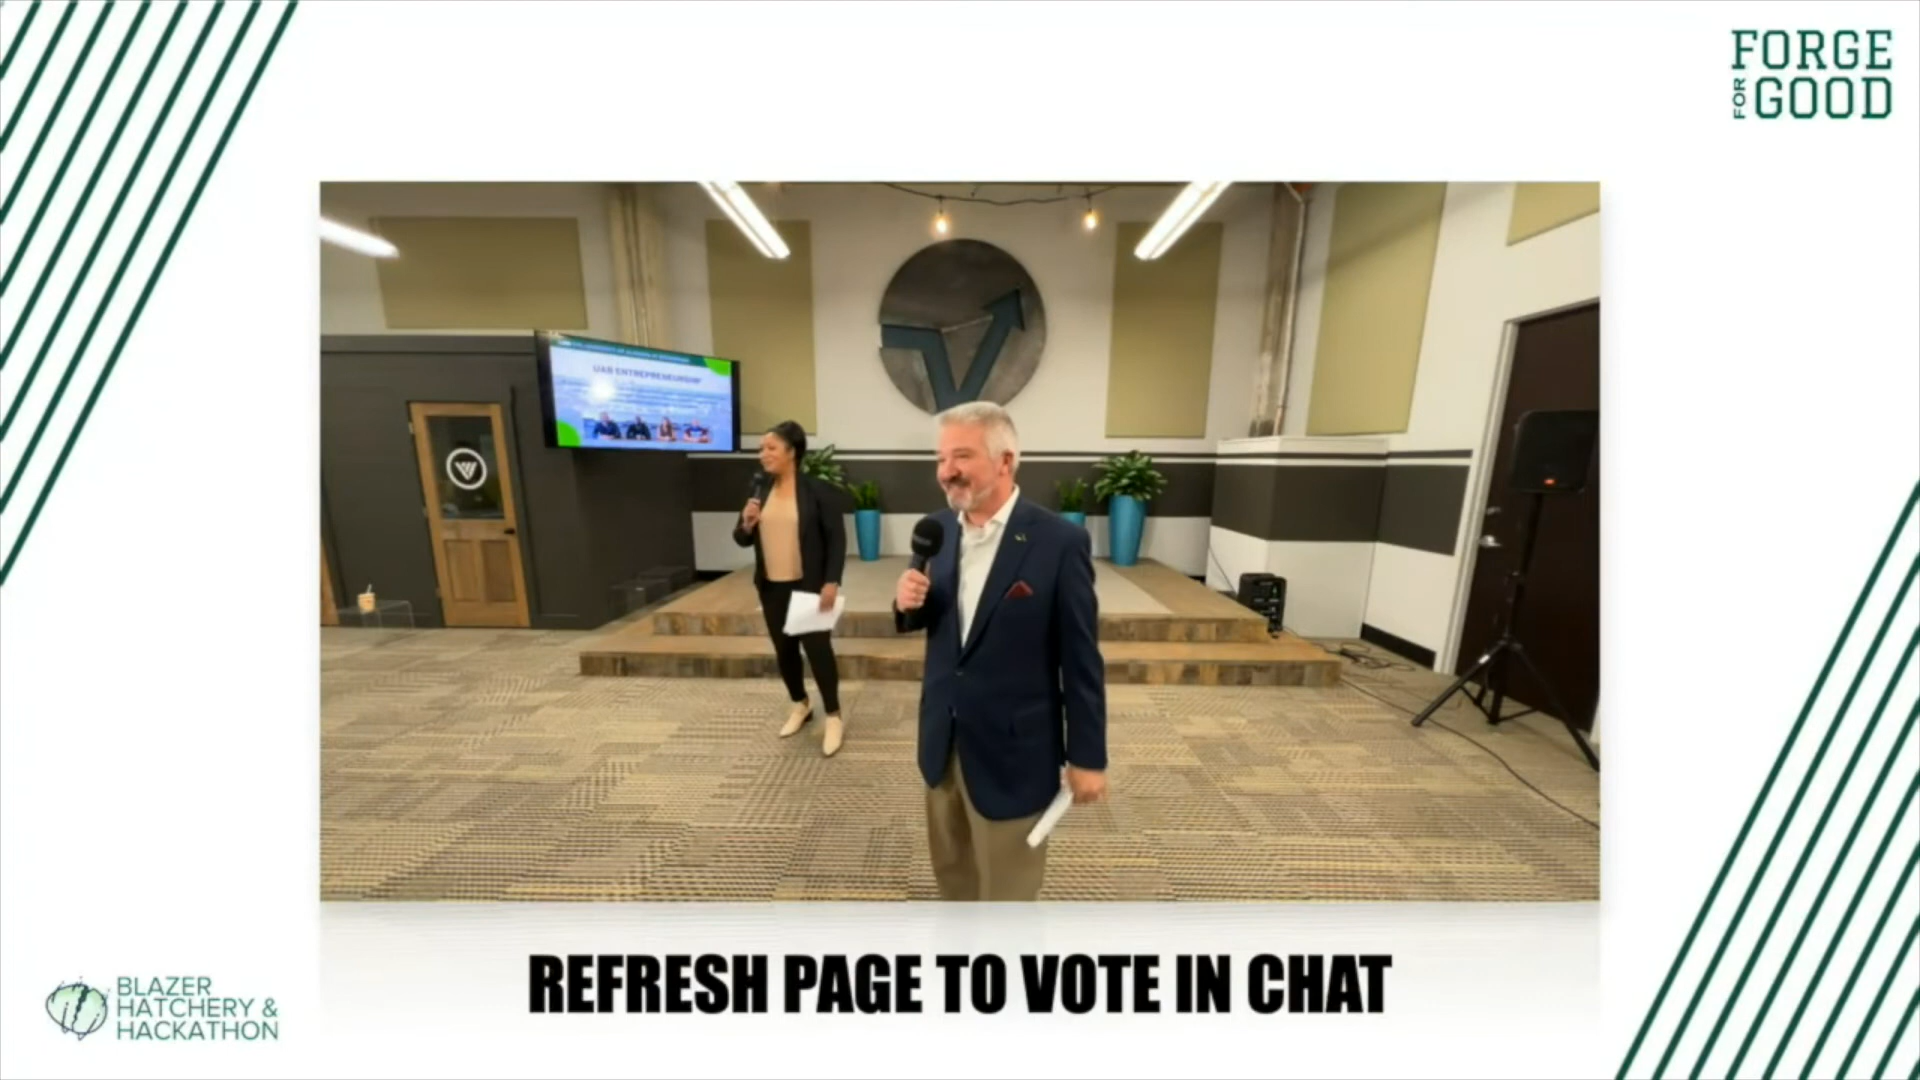 FORGE
FOR GOOD
UAB ENTREPRENEURSHIP
REFRESH PAGE TO VOTE IN CHAT
BLAZER
HATCHERY &
HACKATHON